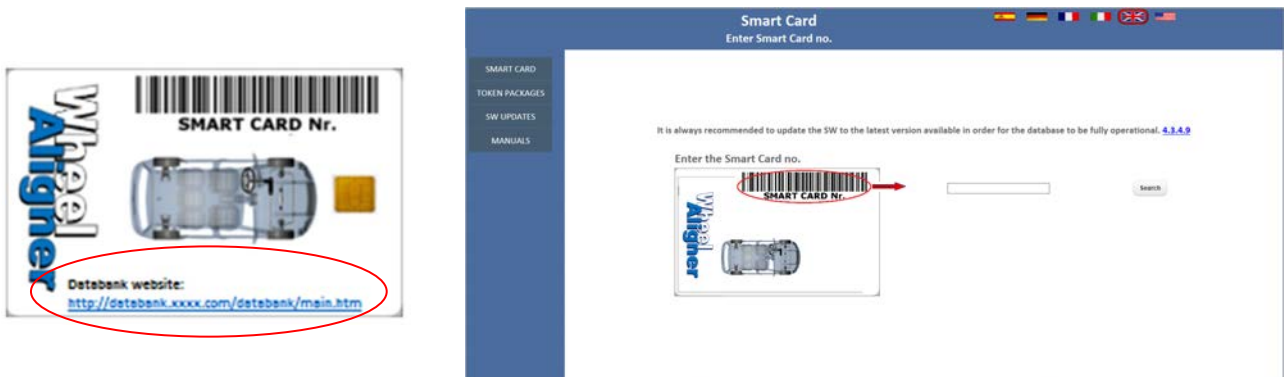 Wheel
Aligner
SMART CARD Nr.
Databank website:
http://databank.xxxx.com/databank/main.htm
Smart Card
Enter Smart Card no.
SMART CARD
TOKEN PACKAGES
SW UPDATES
MANUALS
It is always recommended to update the SW to the latest version available in order for the database to be fully operational. 4.3.4.9
Enter the Smart Card no.
SMART CARD Nr.
Wheel
Aligner
Search